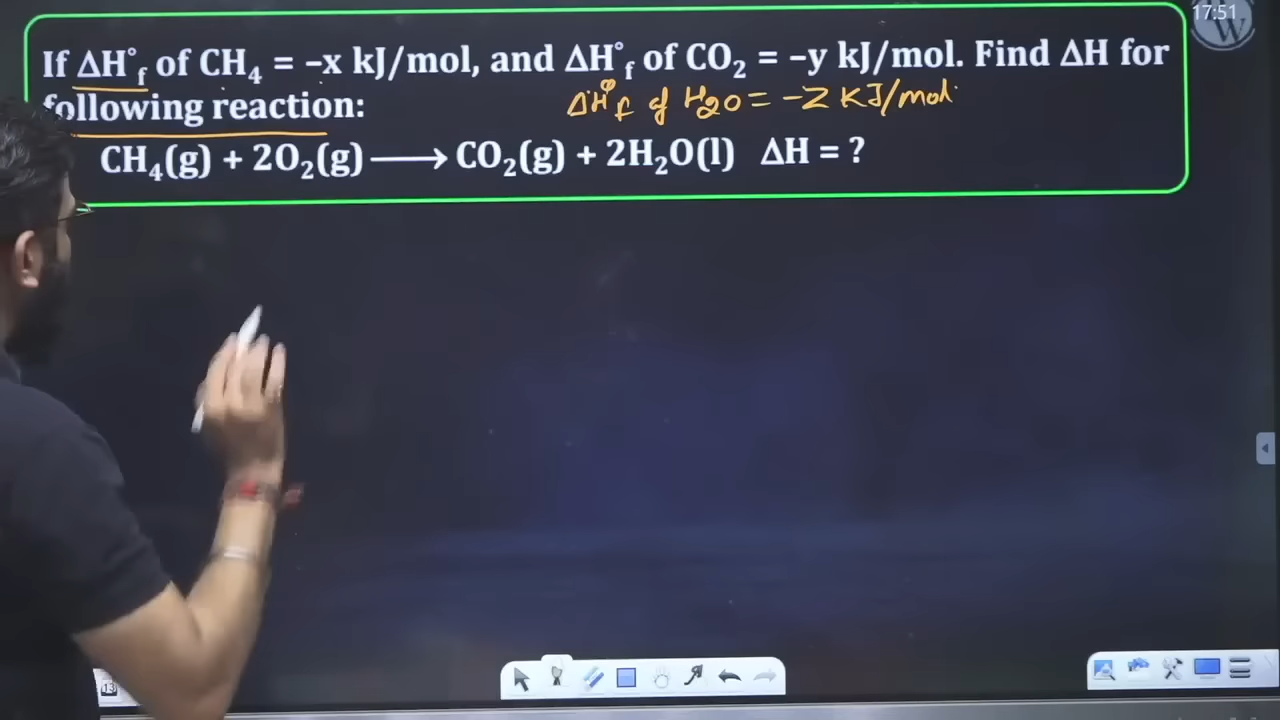 17:51
W
If ΔH°f of CH₄ = –x kJ/mol, and ΔH°f of CO₂ = –y kJ/mol. Find ΔH for
following reaction:
ΔH°f of H₂O = -Z KJ/mol
CH₄(g) + 2O₂(g) ⟶ CO₂(g) + 2H₂O(l) ΔH = ?
13